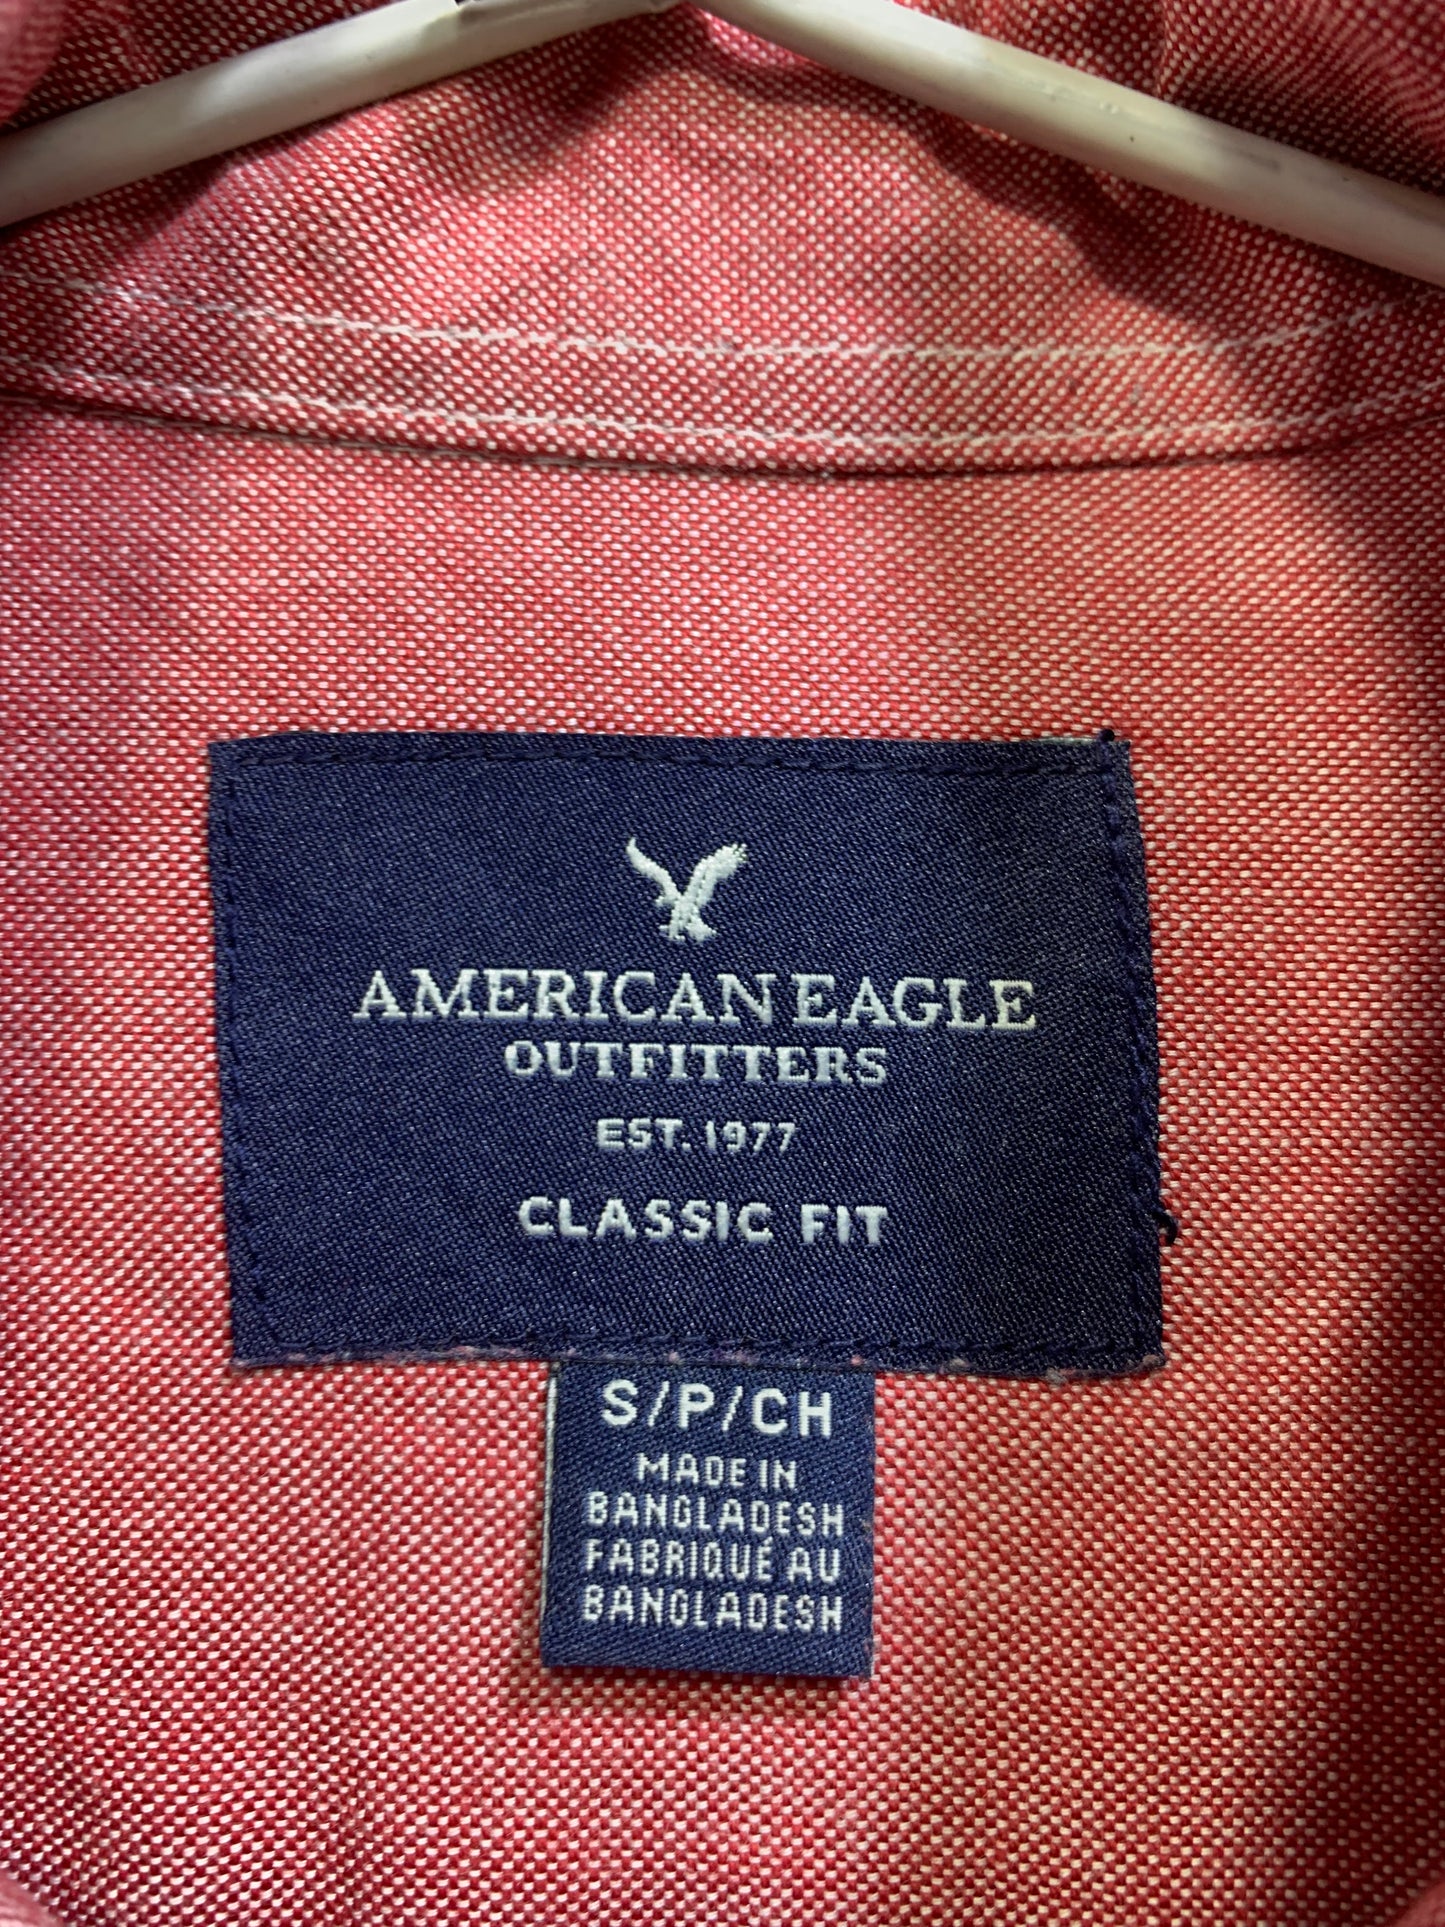 AMERICAN EAGLE
OUTFITTERS
EST. 1977
CLASSIC FIT
S/P/CH
MADE IN
BANGLADESH
FABRIQUÉ AU
BANGLADESH